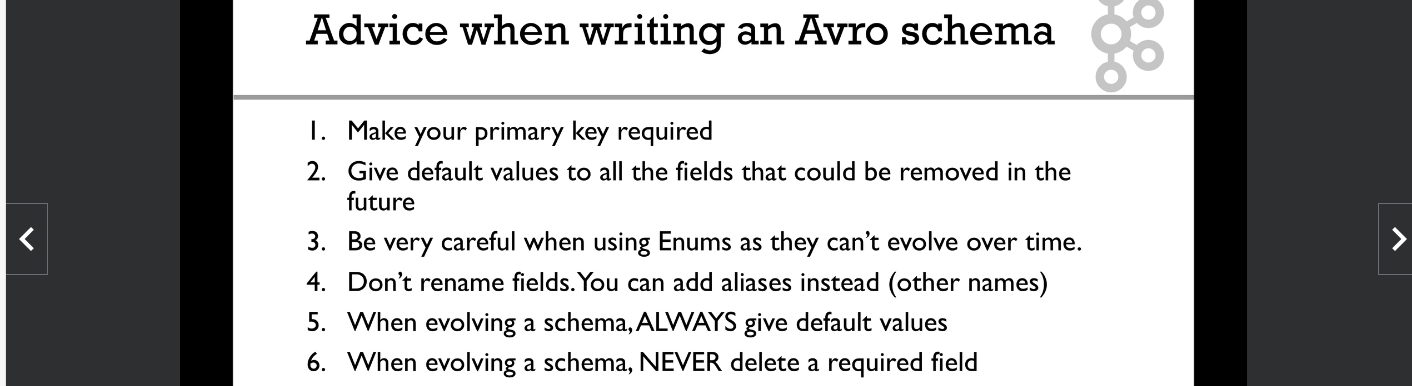 Advice when writing an Avro schema
1. Make your primary key required
2. Give default values to all the fields that could be removed in the
future
3. Be very careful when using Enums as they can't evolve over time.
4. Don't rename fields. You can add aliases instead (other names)
5. When evolving a schema, ALWAYS give default values
6. When evolving a schema, NEVER delete a required field